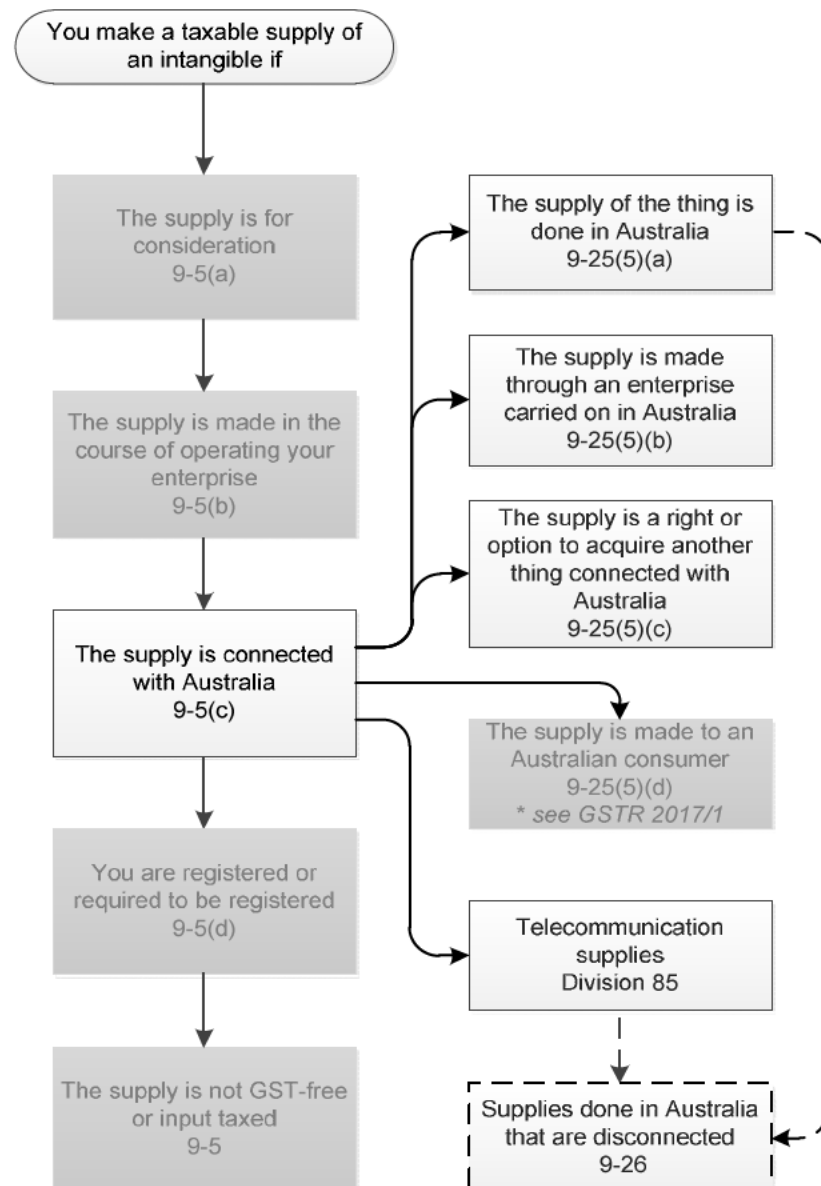 You make a taxable supply of
an intangible if
The supply is for
consideration
9-5(a)
The supply is made in the
course of operating your
enterprise
9-5(b)
The supply is connected
with Australia
9-5(c)
You are registered or
required to be registered
9-5(d)
The supply is not GST-free
or input taxed
9-5
The supply of the thing is
done in Australia
9-25(5)(a)
The supply is made
through an enterprise
carried on in Australia
9-25(5)(b)
The supply is a right or
option to acquire another
thing connected with
Australia
9-25(5)(c)
The supply is made to an
Australian consumer
9-25(5)(d)
* see GSTR 2017/1
Telecommunication
supplies
Division 85
Supplies done in Australia
that are disconnected
9-26